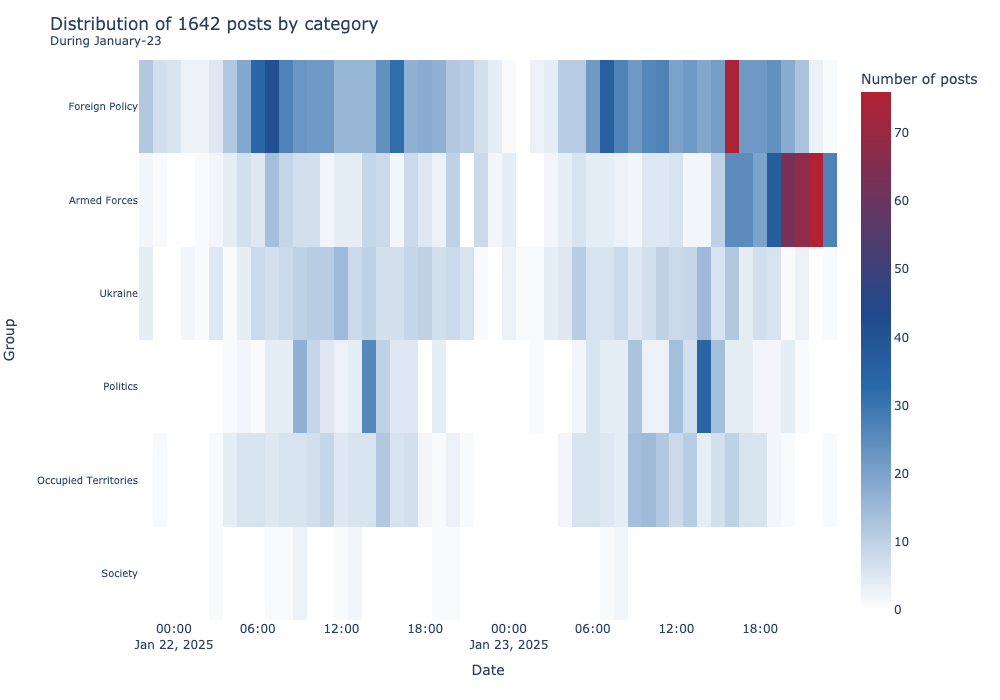 Distribution of 1642 posts by category
During January-23
Number of posts
Foreign Policy
Armed Forces
Ukraine
Politics
Occupied Territories
Society
Group
70
60
50
40
30
20
10
0
00:00 06:00 12:00 18:00 00:00 06:00 12:00 18:00
Jan 22, 2025 Jan 23, 2025
Date